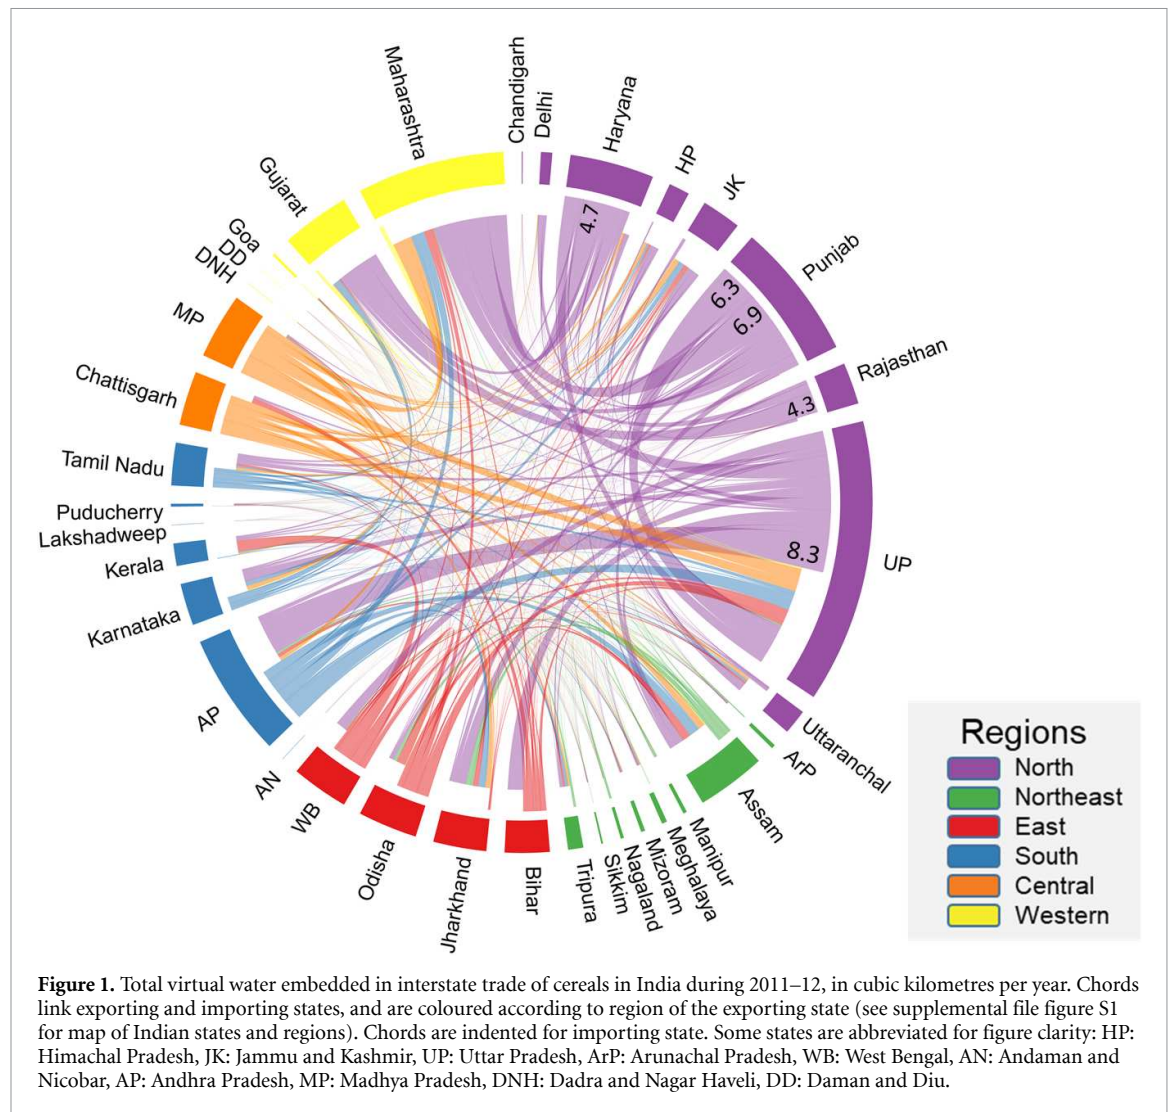 Chandigarh
Delhi
Haryana
HP
JK
Punjab
Rajasthan
UP
Uttaranchal
ArP
Assam
Manipur
Meghalaya
Mizoram
Nagaland
Sikkim
Tripura
Bihar
Jharkhand
Odisha
WB
AN
AP
Karnataka
Kerala
Lakshadweep
Puducherry
Tamil Nadu
Chattisgarh
MP
DNH
DD
Goa
Gujarat
Maharashtra
4.7
6.3
6.9
4.3
8.3
Regions
North
Northeast
East
South
Central
Western
Figure 1. Total virtual water embedded in interstate trade of cereals in India during 2011–12, in cubic kilometres per year. Chords
link exporting and importing states, and are coloured according to region of the exporting state (see supplemental file figure S1
for map of Indian states and regions). Chords are indented for importing state. Some states are abbreviated for figure clarity: HP:
Himachal Pradesh, JK: Jammu and Kashmir, UP: Uttar Pradesh, ArP: Arunachal Pradesh, WB: West Bengal, AN: Andaman and
Nicobar, AP: Andhra Pradesh, MP: Madhya Pradesh, DNH: Dadra and Nagar Haveli, DD: Daman and Diu.